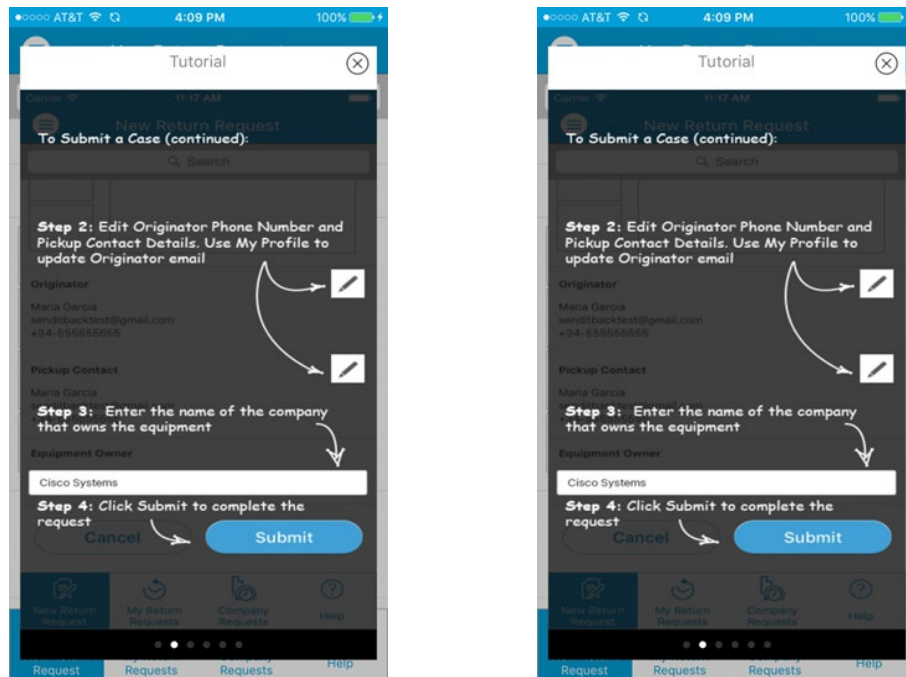 AT&T 4:09 PM 100%
Tutorial
Carrier 11:17 AM
New Return Request
To Submit a Case (continued):
Search
Step 2: Edit Originator Phone Number and
Pickup Contact Details. Use My Profile to
update Originator email
Originator
Maria Garcia
senditbacktest@gmail.com
+34-555555555
Pickup Contact
Maria Garcia
Step 3: Enter the name of the company
that owns the equipment
Equipment Owner
Cisco Systems
Step 4: Click Submit to complete the
request
Cancel Submit
New Return Request
My Return Requests
Company Requests
Help
Request Requests Requests Help
AT&T 4:09 PM 100%
Tutorial
Carrier 11:17 AM
New Return Request
To Submit a Case (continued):
Search
Step 2: Edit Originator Phone Number and
Pickup Contact Details. Use My Profile to
update Originator email
Originator
Maria Garcia
senditbacktest@gmail.com
+34-555555555
Pickup Contact
Maria Garcia
Step 3: Enter the name of the company
that owns the equipment
Equipment Owner
Cisco Systems
Step 4: Click Submit to complete the
request
Cancel Submit
New Return Request
My Return Requests
Company Requests
Help
Request Requests Requests Help